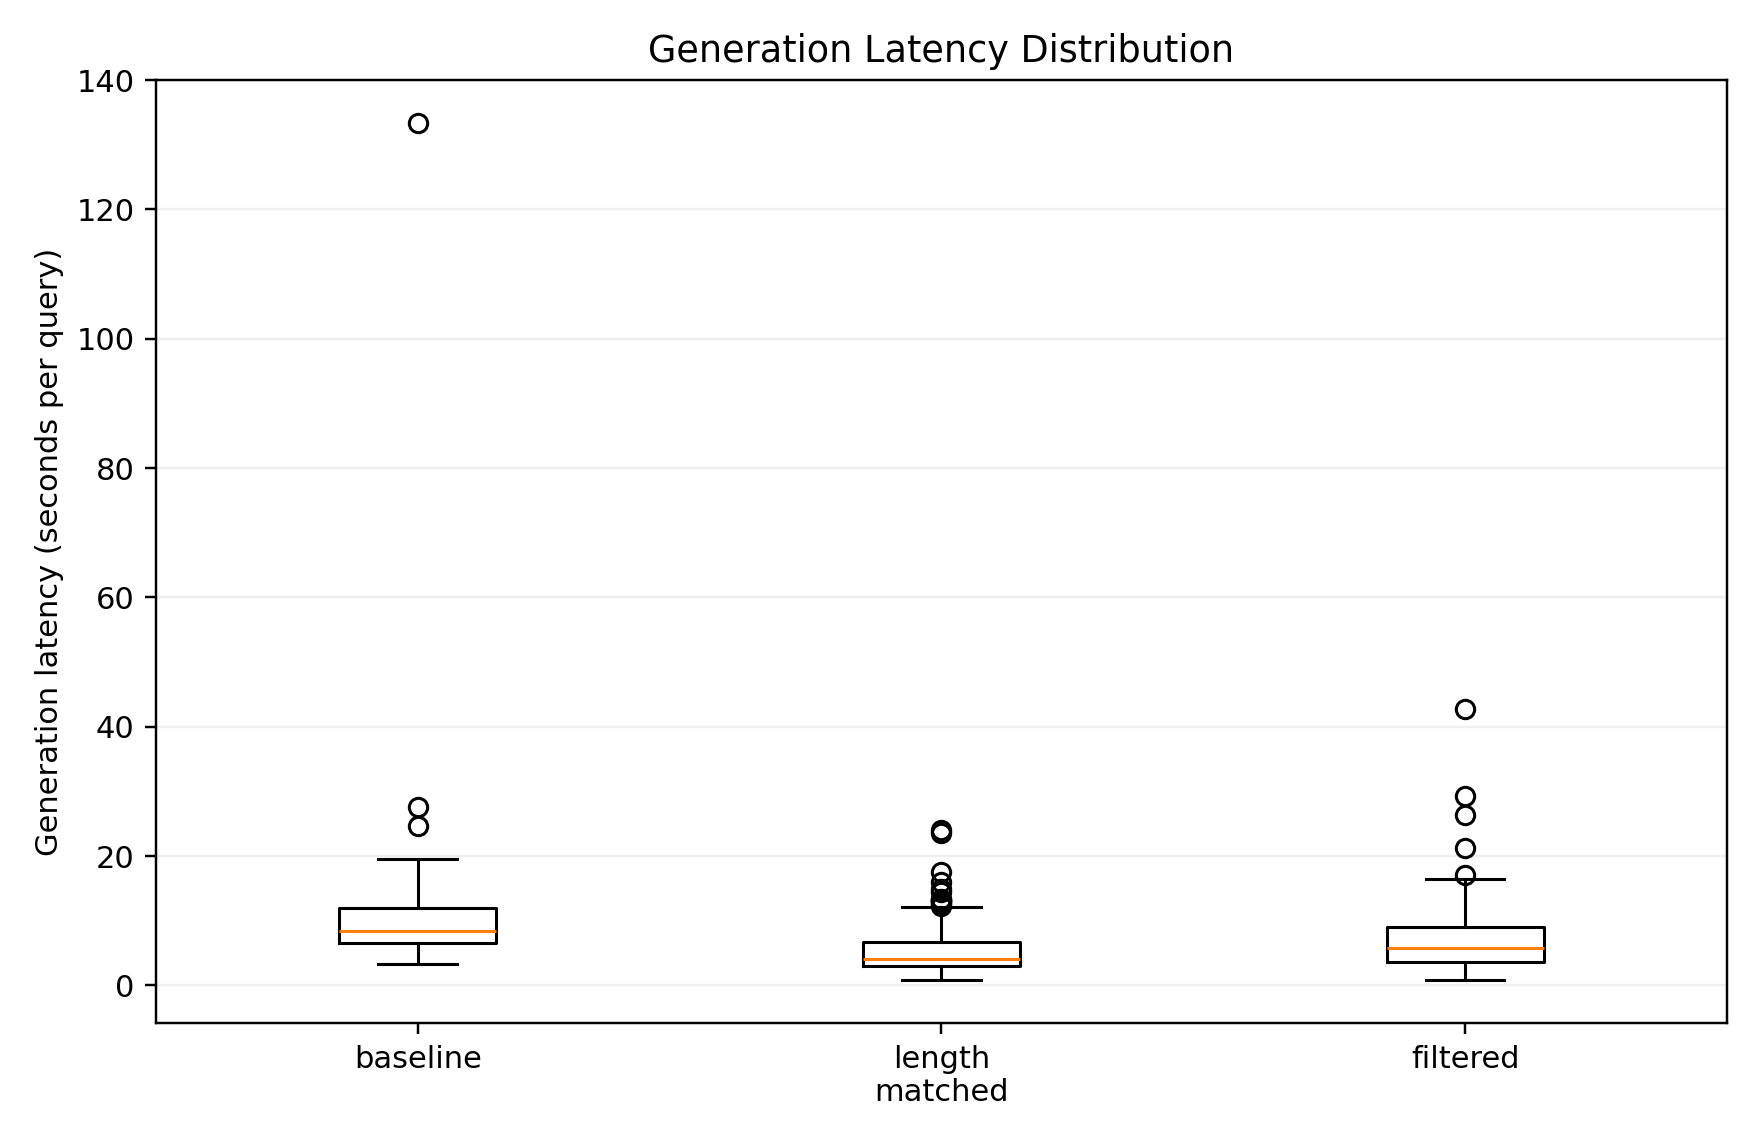 Generation Latency Distribution
Generation latency (seconds per query)
140
120
100
80
60
40
20
0
baseline
length
matched
filtered